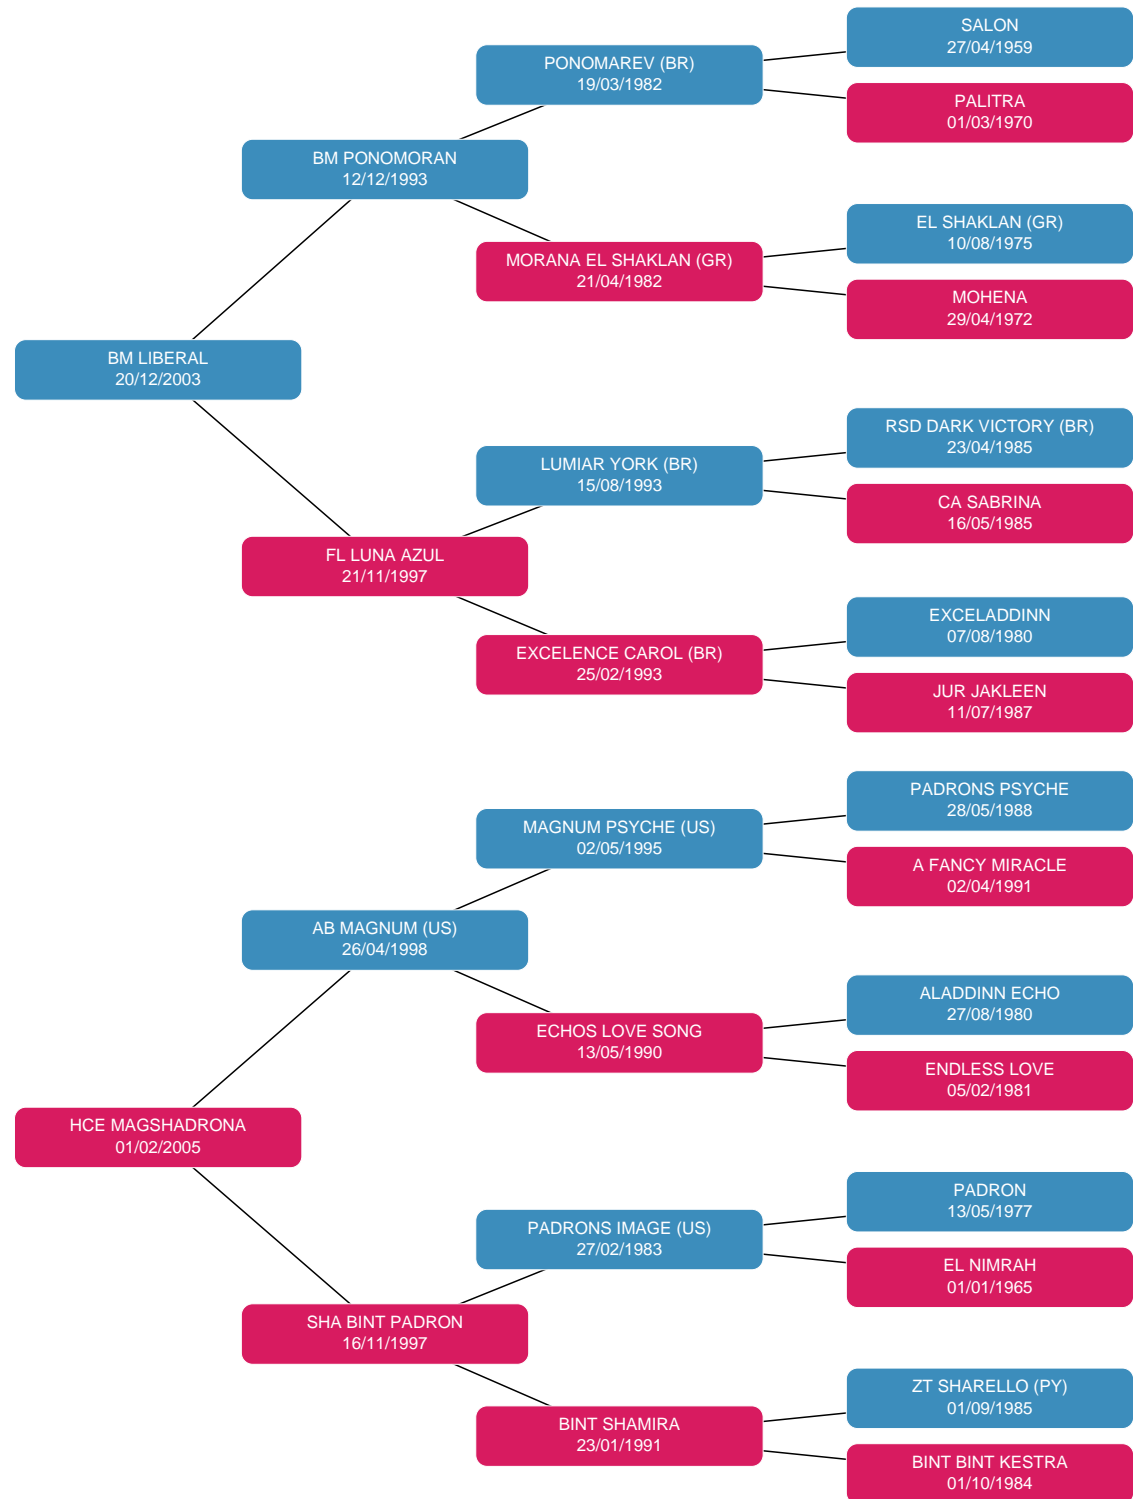 SALON
27/04/1959
PONOMAREV (BR)
19/03/1982
PALITRA
01/03/1970
BM PONOMORAN
12/12/1993
EL SHAKLAN (GR)
10/08/1975
MORANA EL SHAKLAN (GR)
21/04/1982
MOHENA
29/04/1972
BM LIBERAL
20/12/2003
RSD DARK VICTORY (BR)
23/04/1985
LUMIAR YORK (BR)
15/08/1993
CA SABRINA
16/05/1985
FL LUNA AZUL
21/11/1997
EXCELADDINN
07/08/1980
EXCELENCE CAROL (BR)
25/02/1993
JUR JAKLEEN
11/07/1987
PADRONS PSYCHE
28/05/1988
MAGNUM PSYCHE (US)
02/05/1995
A FANCY MIRACLE
02/04/1991
AB MAGNUM (US)
26/04/1998
ALADDINN ECHO
27/08/1980
ECHOS LOVE SONG
13/05/1990
ENDLESS LOVE
05/02/1981
HCE MAGSHADRONA
01/02/2005
PADRON
13/05/1977
PADRONS IMAGE (US)
27/02/1983
EL NIMRAH
01/01/1965
SHA BINT PADRON
16/11/1997
ZT SHARELLO (PY)
01/09/1985
BINT SHAMIRA
23/01/1991
BINT BINT KESTRA
01/10/1984